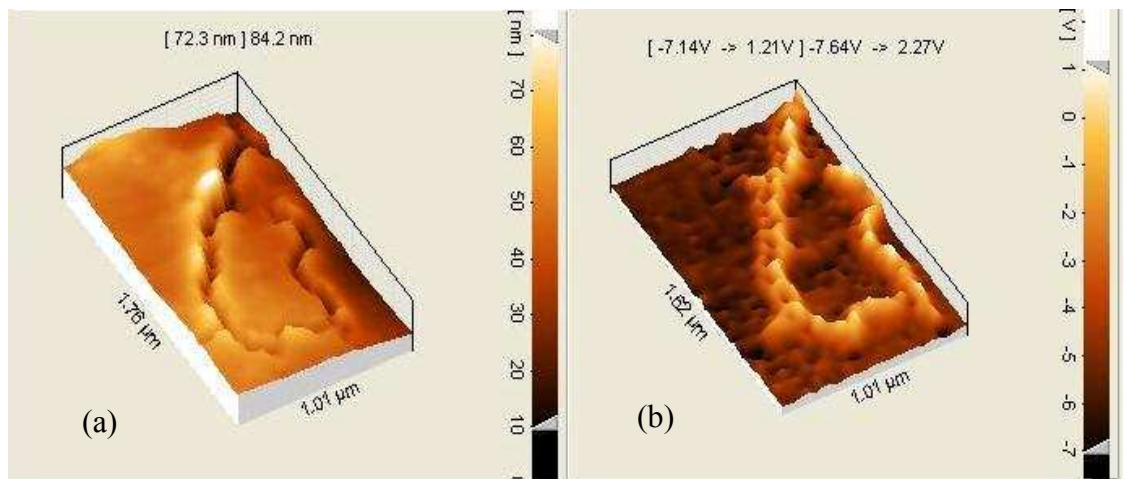 [ 72.3 nm ] 84.2 nm
[ nm ]
70
60
50
40
30
20
10
1.76 µm
1.01 µm
(a)
[ -7.14V -> 1.21V ] -7.64V -> 2.27V
[ V ]
1
0
-1
-2
-3
-4
-5
-6
-7
1.62 µm
1.01 µm
(b)